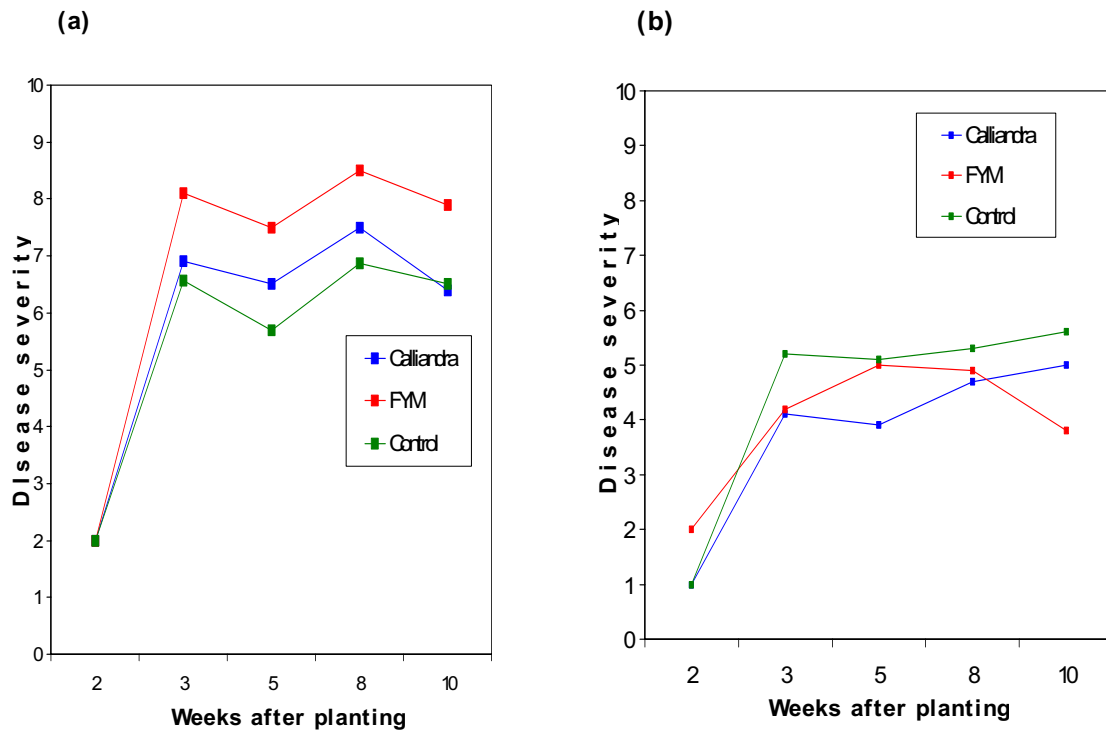 (a)
10
9
8
7
6
5
4
3
2
1
0
DIsease severity
Calliandra
FYM
Control
2 3 5 8 10
Weeks after planting
(b)
10
9
8
7
6
5
4
3
2
1
0
Disease severity
Calliandra
FYM
Control
2 3 5 8 10
Weeks after planting